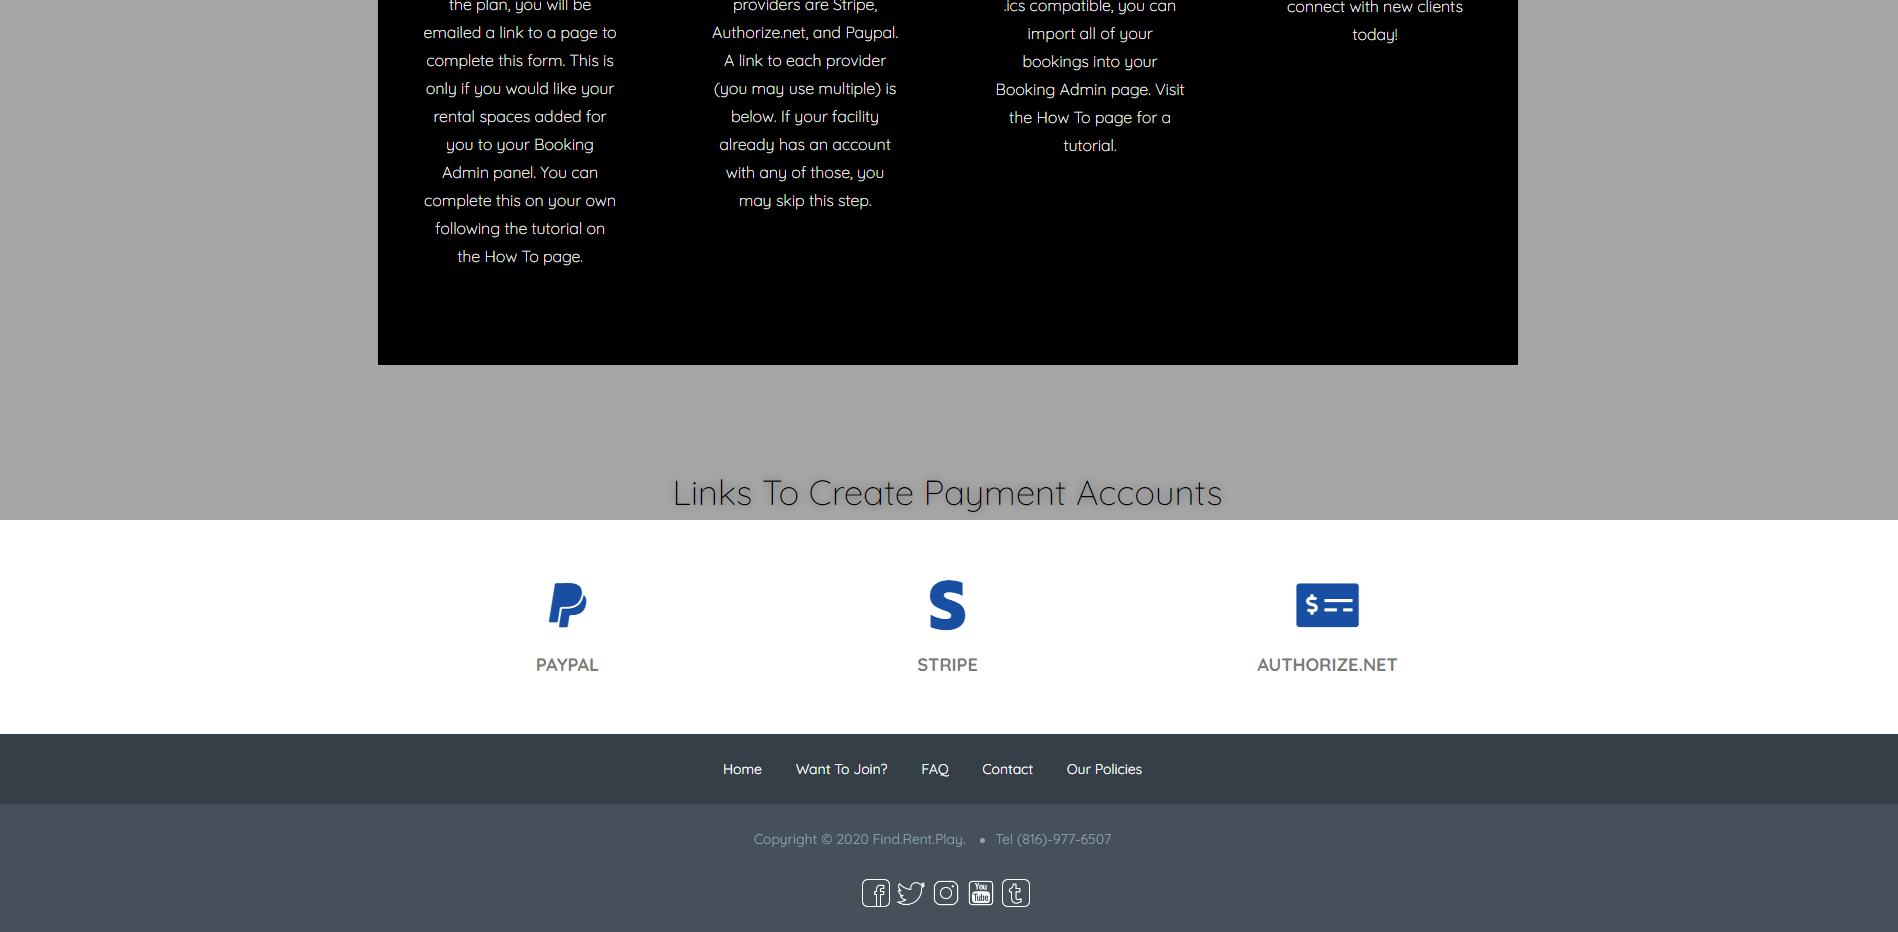 the plan, you will be
emailed a link to a page to
complete this form. This is
only if you would like your
rental spaces added for
you to your Booking
Admin panel. You can
complete this on your own
following the tutorial on
the How To page.
providers are Stripe,
Authorize.net, and Paypal.
A link to each provider
(you may use multiple) is
below. If your facility
already has an account
with any of those, you
may skip this step.
.ics compatible, you can
import all of your
bookings into your
Booking Admin page. Visit
the How To page for a
tutorial.
connect with new clients
today!
Links To Create Payment Accounts
PAYPAL
STRIPE
AUTHORIZE.NET
Home Want To Join? FAQ Contact Our Policies
Copyright © 2020 Find.Rent.Play. • Tel (816)-977-6507
You
Tube